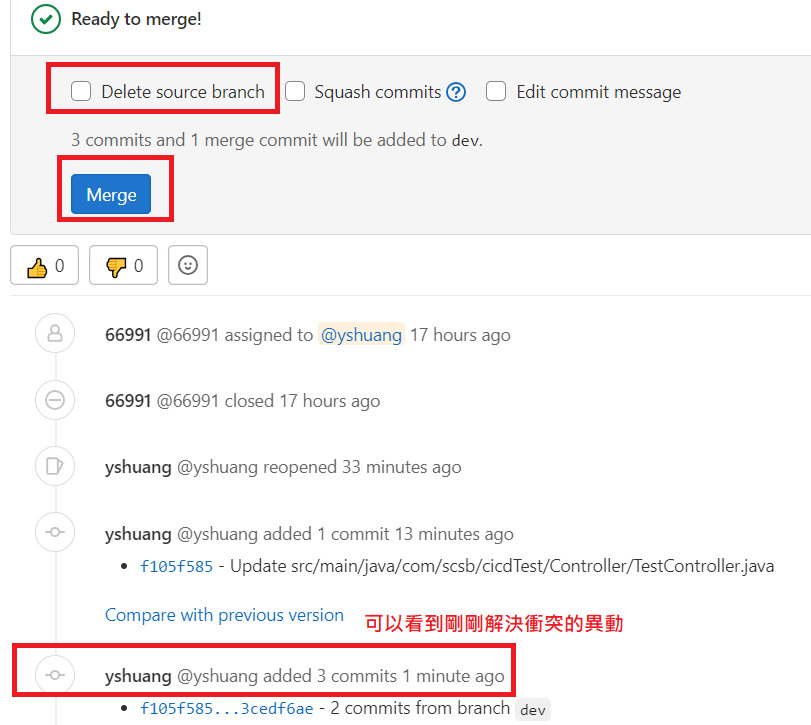 Ready to merge!
Delete source branch Squash commits ? Edit commit message
3 commits and 1 merge commit will be added to dev.
Merge
👍 0 👎 0
66991 @66991 assigned to @yshuang 17 hours ago
66991 @66991 closed 17 hours ago
yshuang @yshuang reopened 33 minutes ago
yshuang @yshuang added 1 commit 13 minutes ago
• f105f585 - Update src/main/java/com/scsb/cicdTest/Controller/TestController.java
Compare with previous version 可以看到剛剛解決衝突的異動
yshuang @yshuang added 3 commits 1 minute ago
• f105f585...3cedf6ae - 2 commits from branch dev